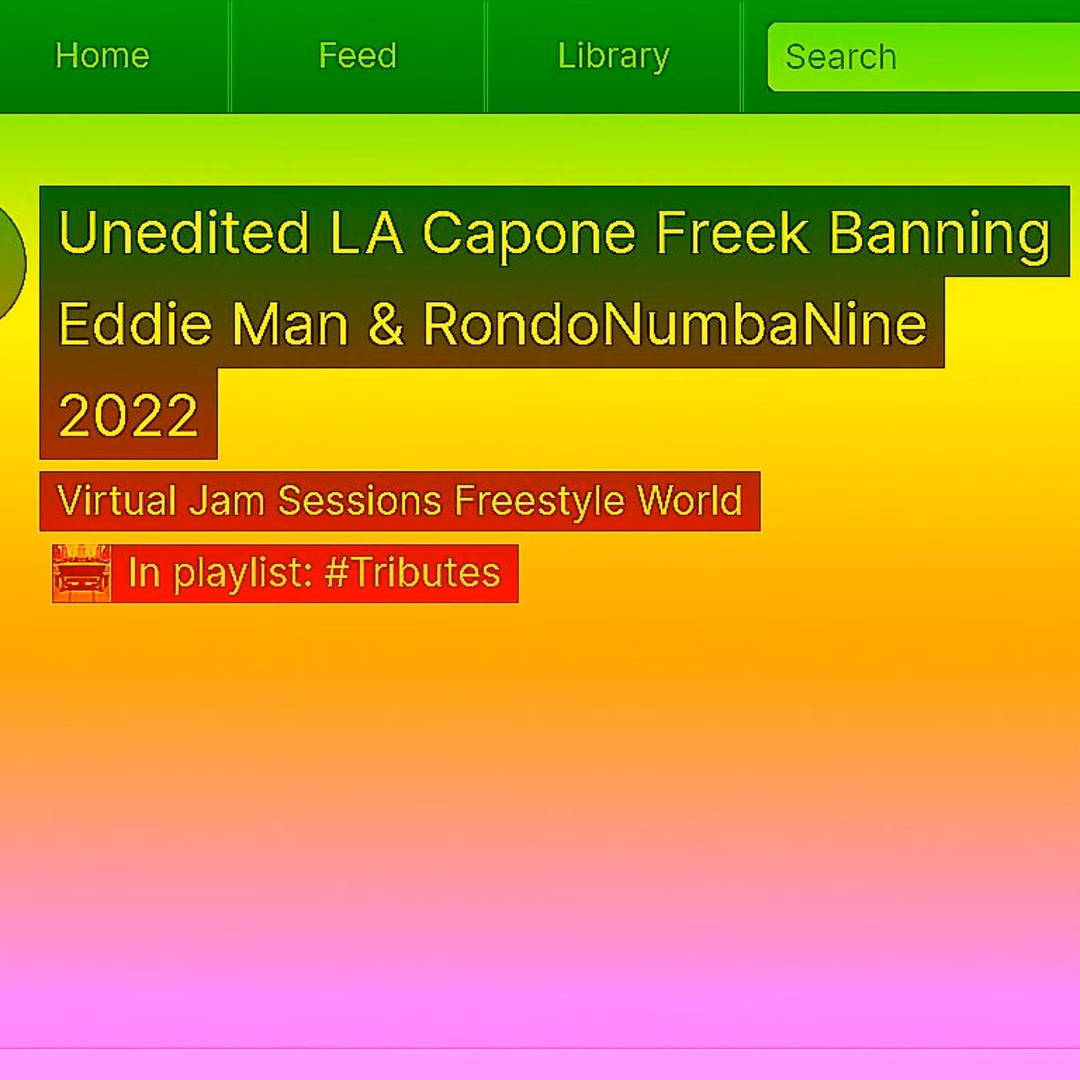 Home Feed Library Search
Unedited LA Capone Freek Banning
Eddie Man & RondoNumbaNine
2022
Virtual Jam Sessions Freestyle World
In playlist: #Tributes